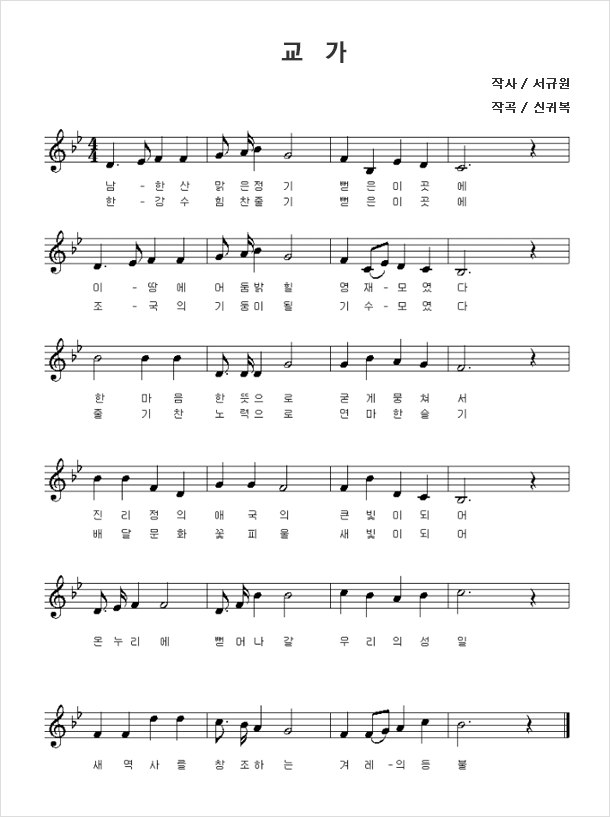 교 가
작사 / 서규원
작곡 / 신귀복
남 - 한 산 맑 은 정 기 뻗 은 이 곳 에
한 - 강 수 힘 찬 줄 기 뻗 은 이 곳 에
이 - 땅 에 어 둠 밝 힐 영 재 - 모 였 다
조 - 국 의 기 둥 이 될 기 수 - 모 였 다
한 마 음 한 뜻 으 로 굳 게 뭉 쳐 서
줄 기 찬 노 력 으 로 연 마 한 슬 기
진 리 정 의 애 국 의 큰 빛 이 되 어
배 달 문 화 꽃 피 울 새 빛 이 되 어
온 누 리 에 뻗 어 나 갈 우 리 의 성 일
새 역 사 를 창 조 하 는 겨 레 - 의 등 불